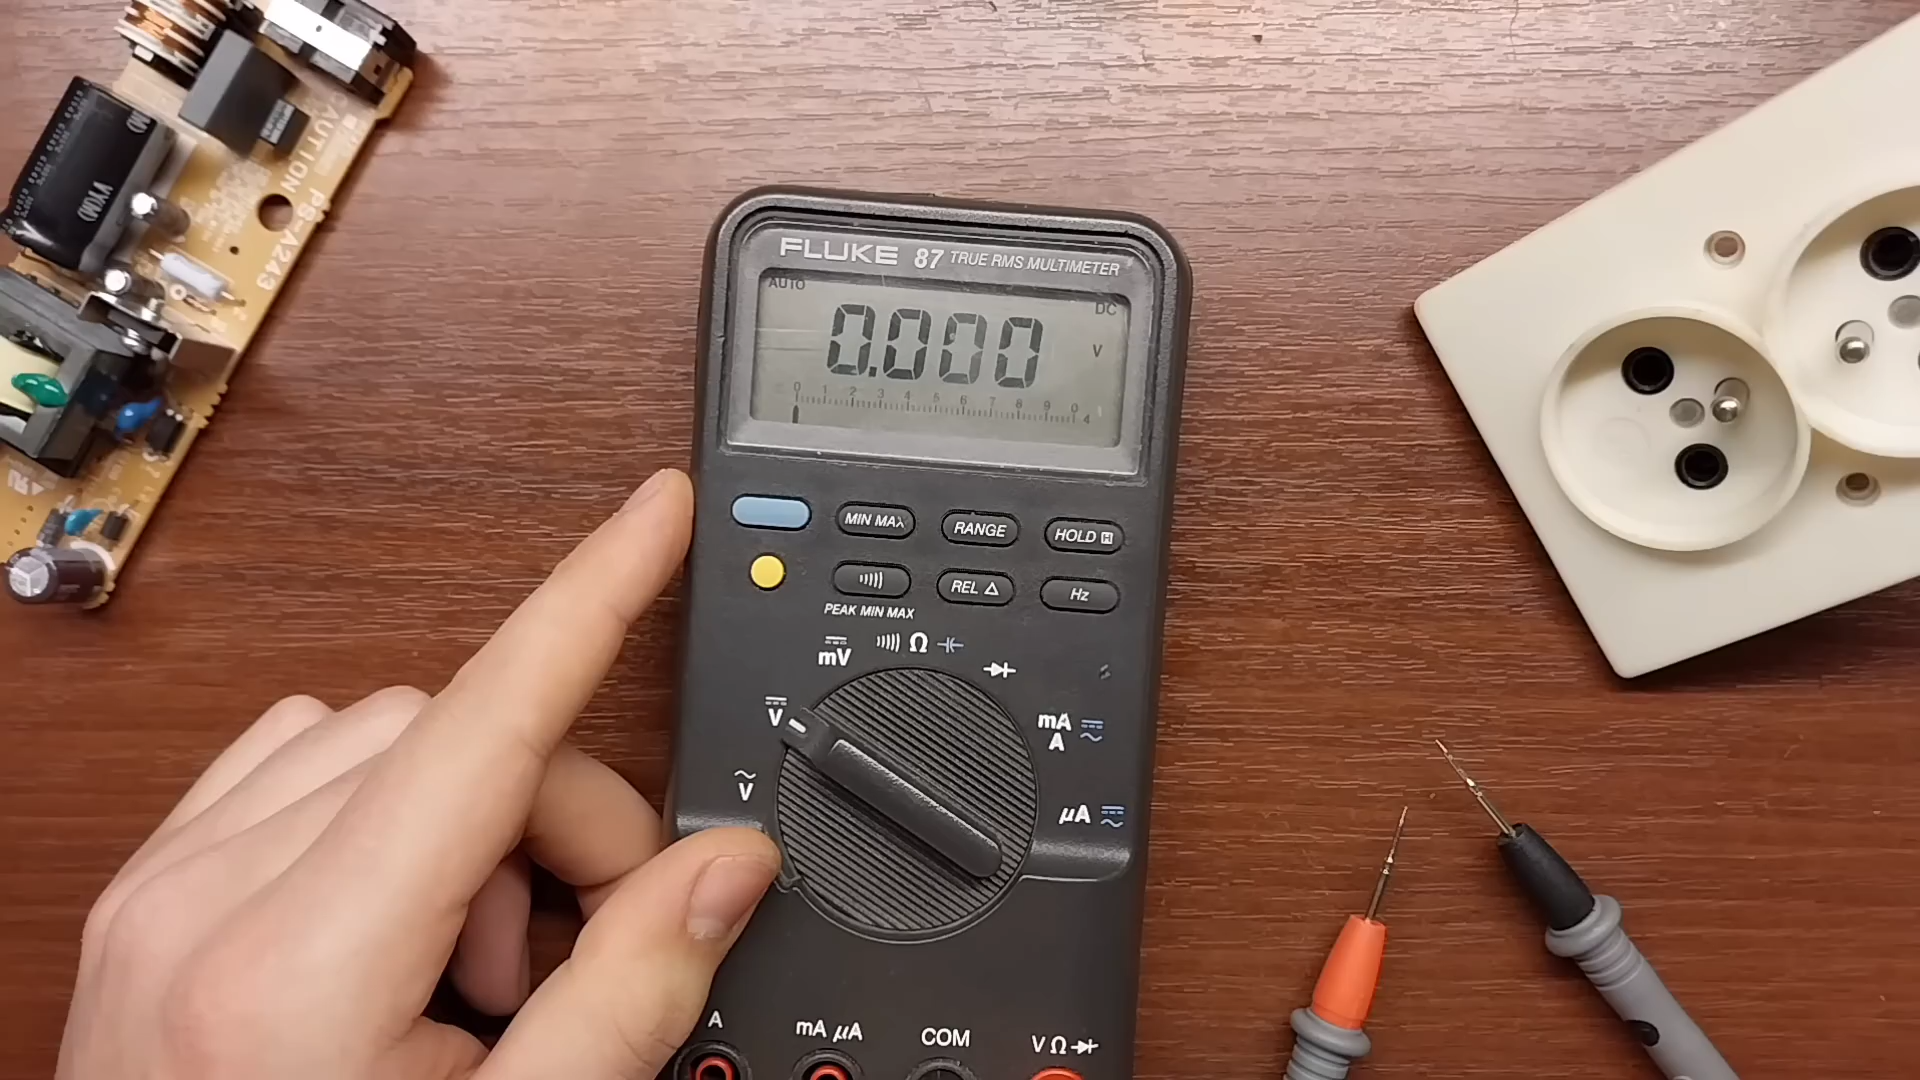 CAUTION PS-A243
VX(M)
FLUKE 87 TRUE RMS MULTIMETER
AUTO
DC
0.000
V
0 1 2 3 4 5 6 7 8 9 0
4
MIN MAX
RANGE
HOLD H
REL Δ
Hz
PEAK MIN MAX
mV
Ω
V
mA
A
V
µA
A
mA µA
COM
V Ω